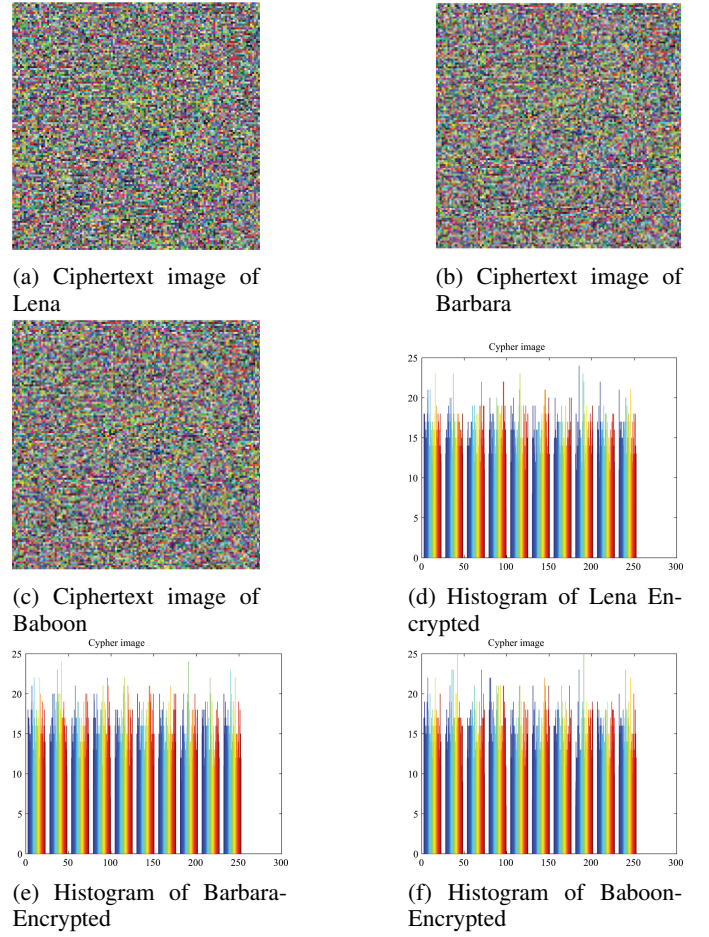 (a) Ciphertext image of
Lena
(b) Ciphertext image of
Barbara
(c) Ciphertext image of
Baboon
Cypher image
25
20
15
10
5
0
0 50 100 150 200 250 300
(d) Histogram of Lena En-
crypted
Cypher image
25
20
15
10
5
0
0 50 100 150 200 250 300
(e) Histogram of Barbara-
Encrypted
Cypher image
25
20
15
10
5
0
0 50 100 150 200 250 300
(f) Histogram of Baboon-
Encrypted